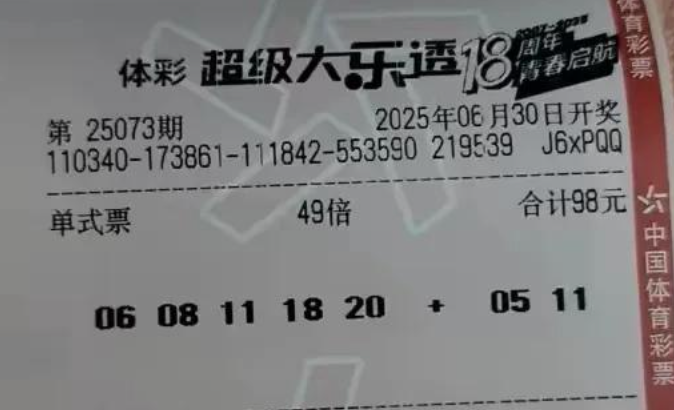 体彩 超级大乐透 18周年 2007-2025 青春启航
第 25073期 2025年06月30日开奖
110340-173861-111842-553590 219539 J6xPQQ
单式票 49倍 合计98元
06 08 11 18 20 + 05 11
体育彩票
中国体育彩票